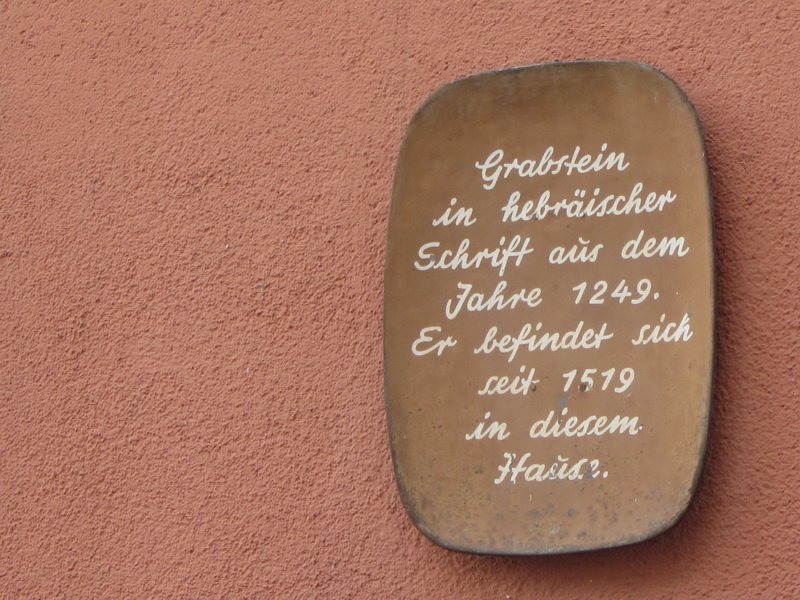 Grabstein
in hebräischer
Schrift aus dem
Jahre 1249.
Er befindet sich
seit 1519
in diesem
Hause.